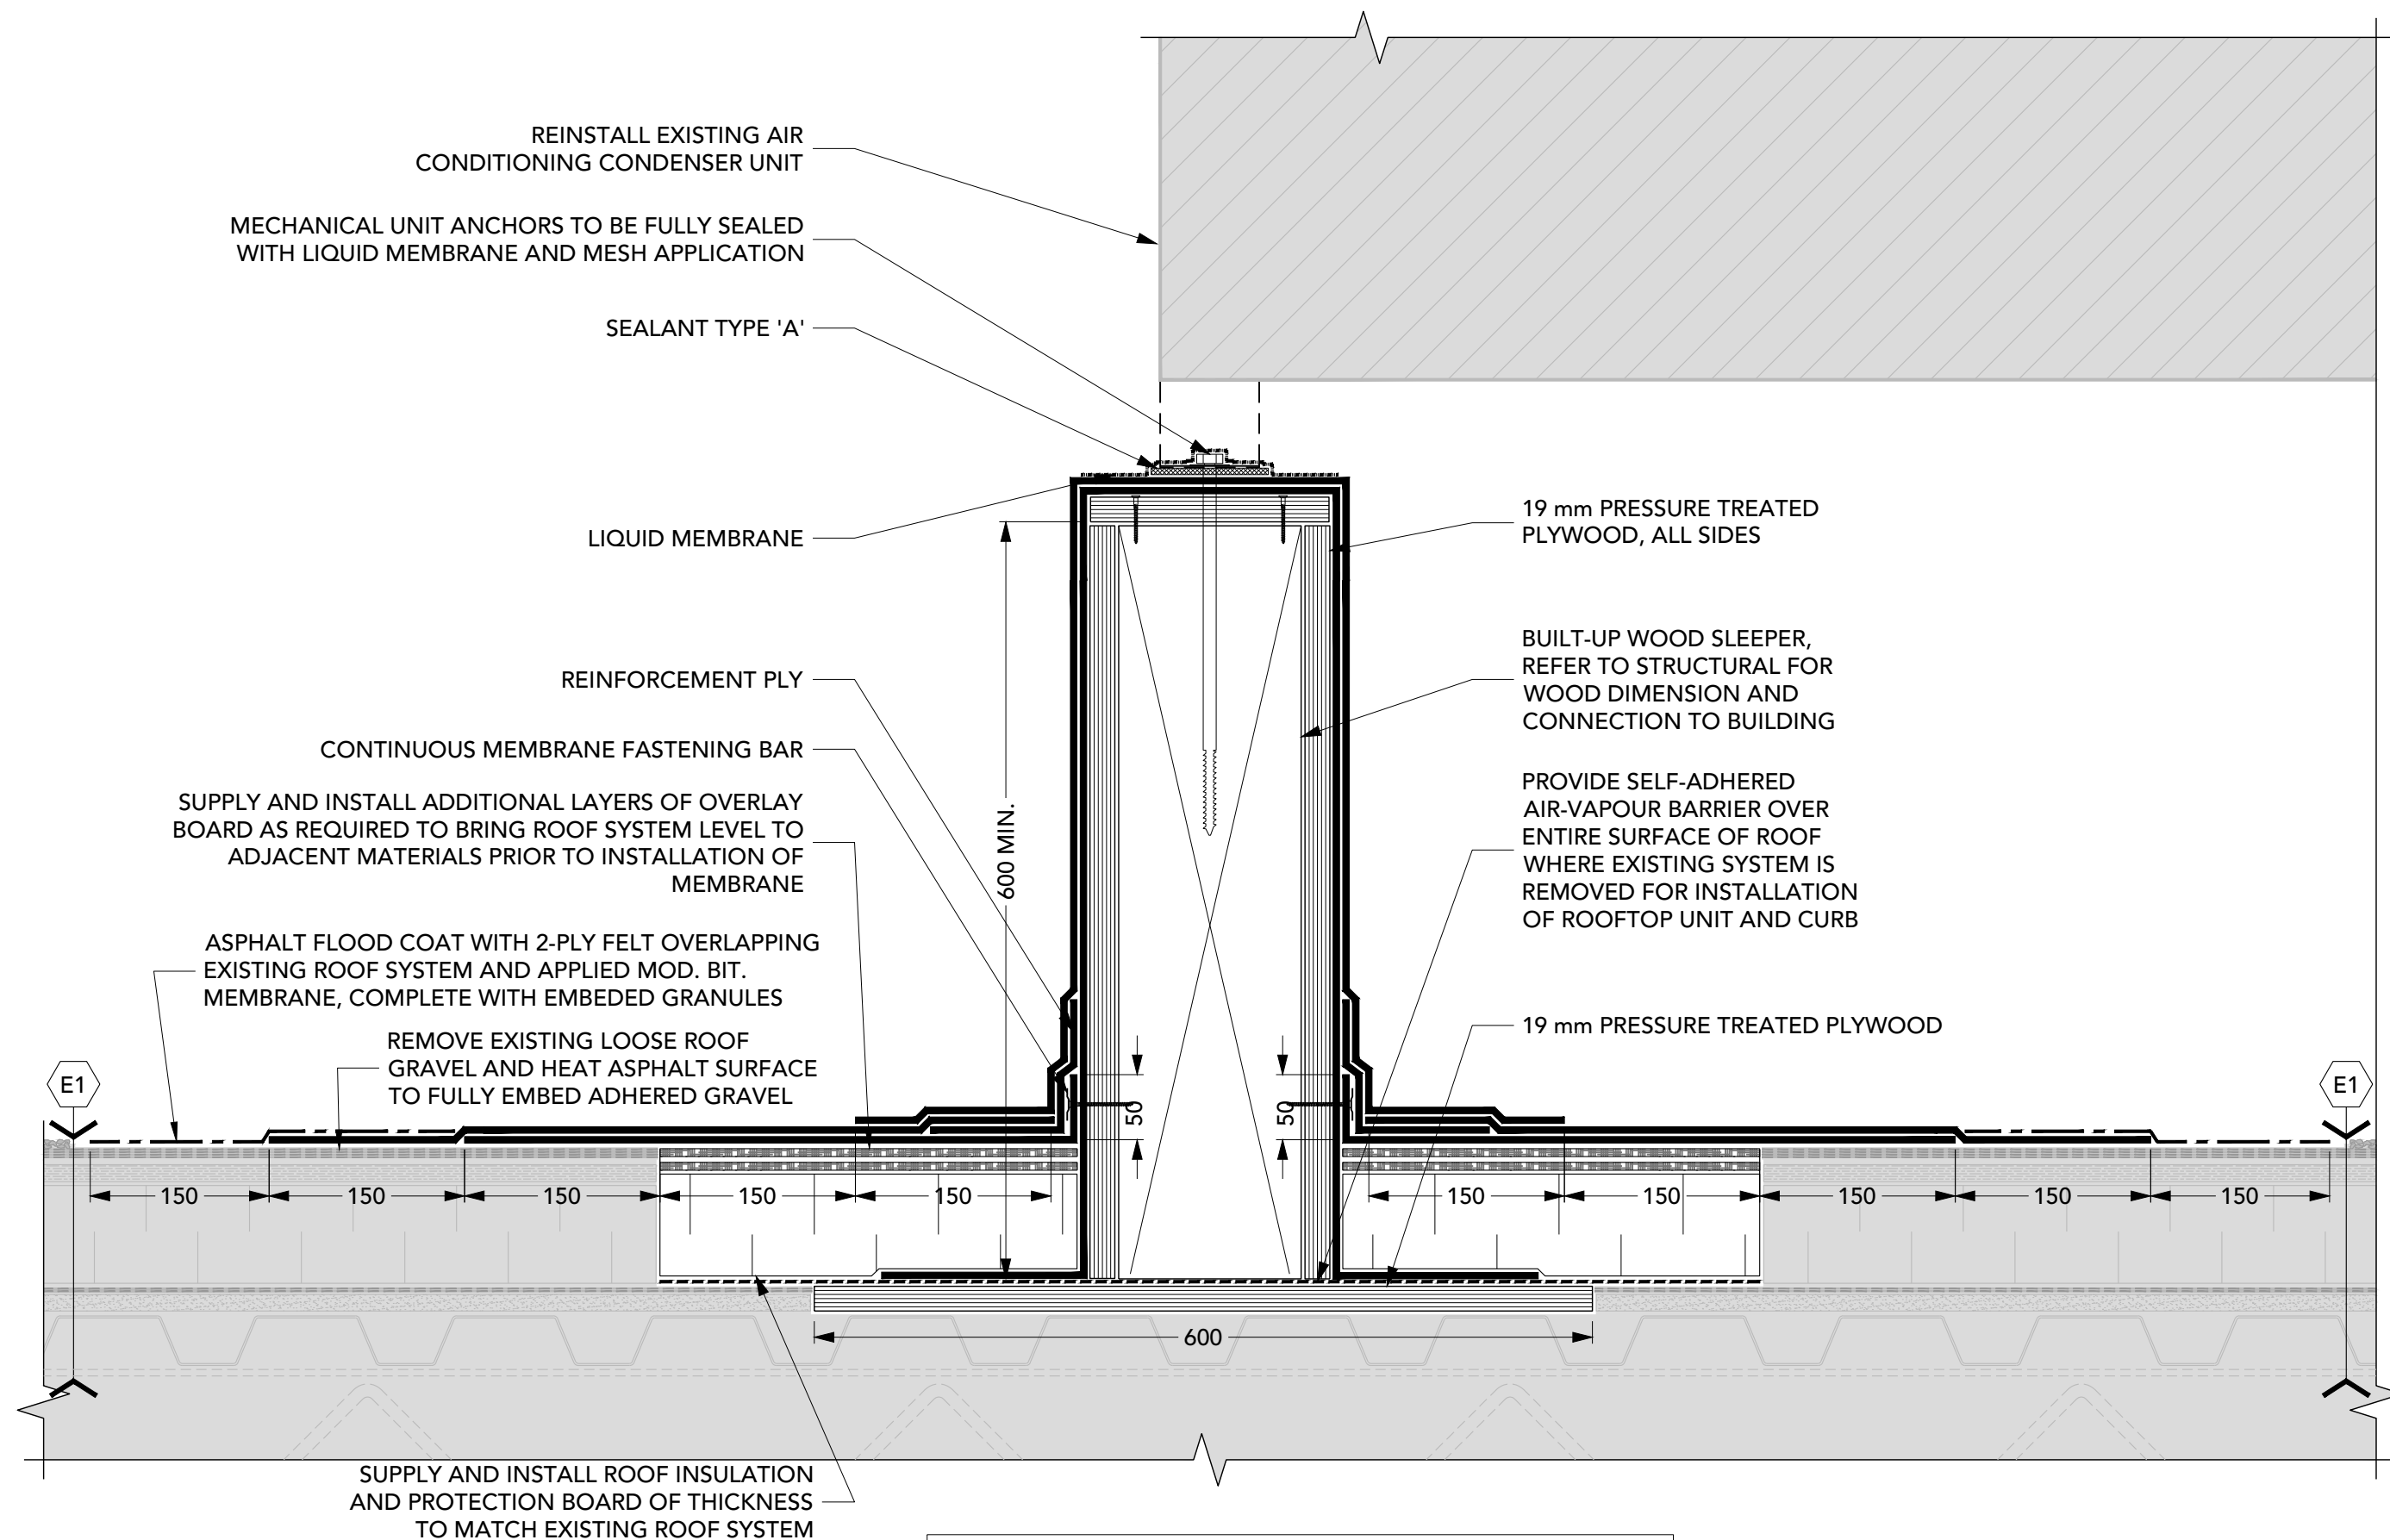 REINSTALL EXISTING AIR
CONDITIONING CONDENSER UNIT
MECHANICAL UNIT ANCHORS TO BE FULLY SEALED
WITH LIQUID MEMBRANE AND MESH APPLICATION
SEALANT TYPE 'A'
LIQUID MEMBRANE
REINFORCEMENT PLY
CONTINUOUS MEMBRANE FASTENING BAR
SUPPLY AND INSTALL ADDITIONAL LAYERS OF OVERLAY
BOARD AS REQUIRED TO BRING ROOF SYSTEM LEVEL TO
ADJACENT MATERIALS PRIOR TO INSTALLATION OF
MEMBRANE
ASPHALT FLOOD COAT WITH 2-PLY FELT OVERLAPPING
EXISTING ROOF SYSTEM AND APPLIED MOD. BIT.
MEMBRANE, COMPLETE WITH EMBEDED GRANULES
REMOVE EXISTING LOOSE ROOF
GRAVEL AND HEAT ASPHALT SURFACE
TO FULLY EMBED ADHERED GRAVEL
19 mm PRESSURE TREATED
PLYWOOD, ALL SIDES
BUILT-UP WOOD SLEEPER,
REFER TO STRUCTURAL FOR
WOOD DIMENSION AND
CONNECTION TO BUILDING
PROVIDE SELF-ADHERED
AIR-VAPOUR BARRIER OVER
ENTIRE SURFACE OF ROOF
WHERE EXISTING SYSTEM IS
REMOVED FOR INSTALLATION
OF ROOFTOP UNIT AND CURB
19 mm PRESSURE TREATED PLYWOOD
600 MIN.
E1
E1
50
50
150
150
150
150
150
150
150
150
150
150
600
SUPPLY AND INSTALL ROOF INSULATION
AND PROTECTION BOARD OF THICKNESS
TO MATCH EXISTING ROOF SYSTEM